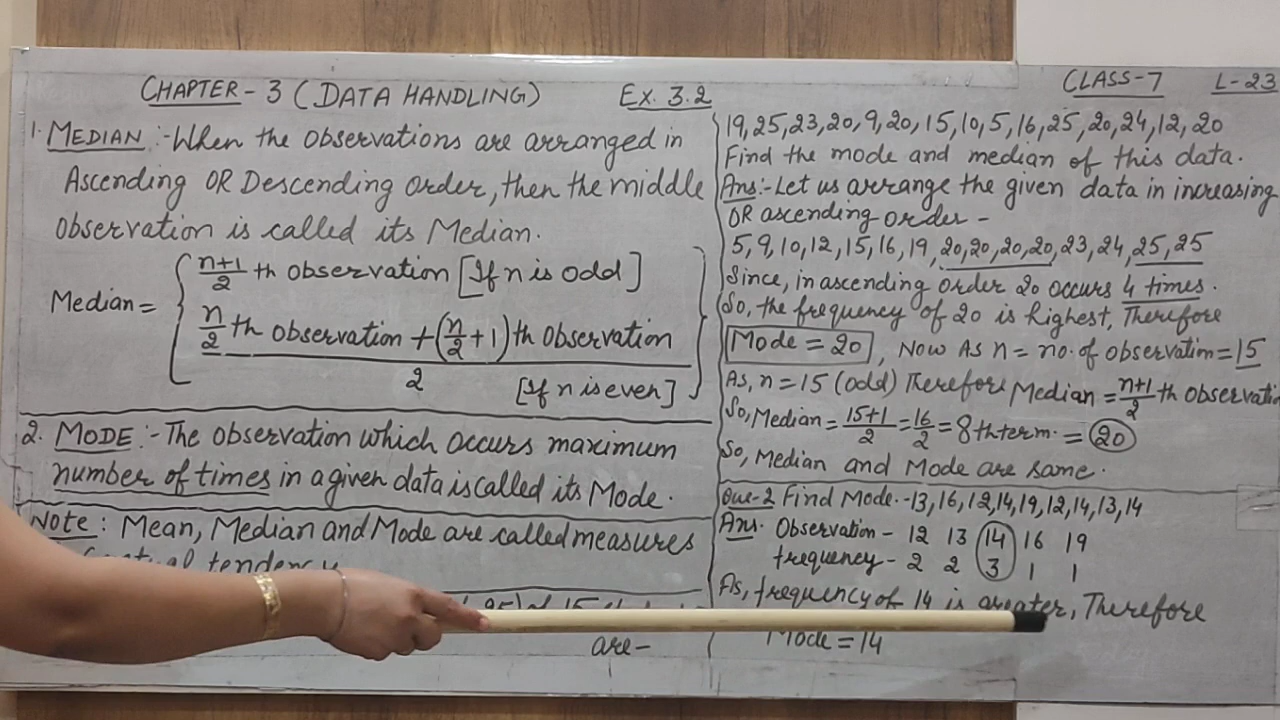 CHAPTER - 3 (DATA HANDLING) EX. 3.2
CLASS-7 L-23
1. MEDIAN :- When the observations are arranged in
Ascending OR Descending order, then the middle
observation is called its Median.
Median = { n+1/2 th observation [If n is odd]
n/2 th observation + (n/2 + 1) th observation
2 [If n is even] }
2. MODE :- The observation which occurs maximum
number of times in a given data is called its Mode.
Note : Mean, Median and Mode are called measures
tendency
of 15
are-
19,25,23,20,9,20,15,10,5,16,25,20,24,12,20
Find the mode and median of this data.
Ans:- Let us arrange the given data in increasing
OR ascending order -
5,9,10,12,15,16,19,20,20,20,20,23,24,25,25
Since, in ascending order 20 occurs 4 times.
So, the frequency of 20 is highest, Therefore
Mode = 20, Now As n = no. of observation = 15
As, n = 15 (odd) Therefore Median = n+1/2 th observatio
So, Median = 15+1/2 = 16/2 = 8th term. = 20
So, Median and Mode are same.
Que-2 Find Mode.-13,16,12,14,19,12,14,13,14
Ans. Observation - 12 13 14 16 19
frequency - 2 2 3 1 1
As, frequency of 14 is greater, Therefore
Mode = 14